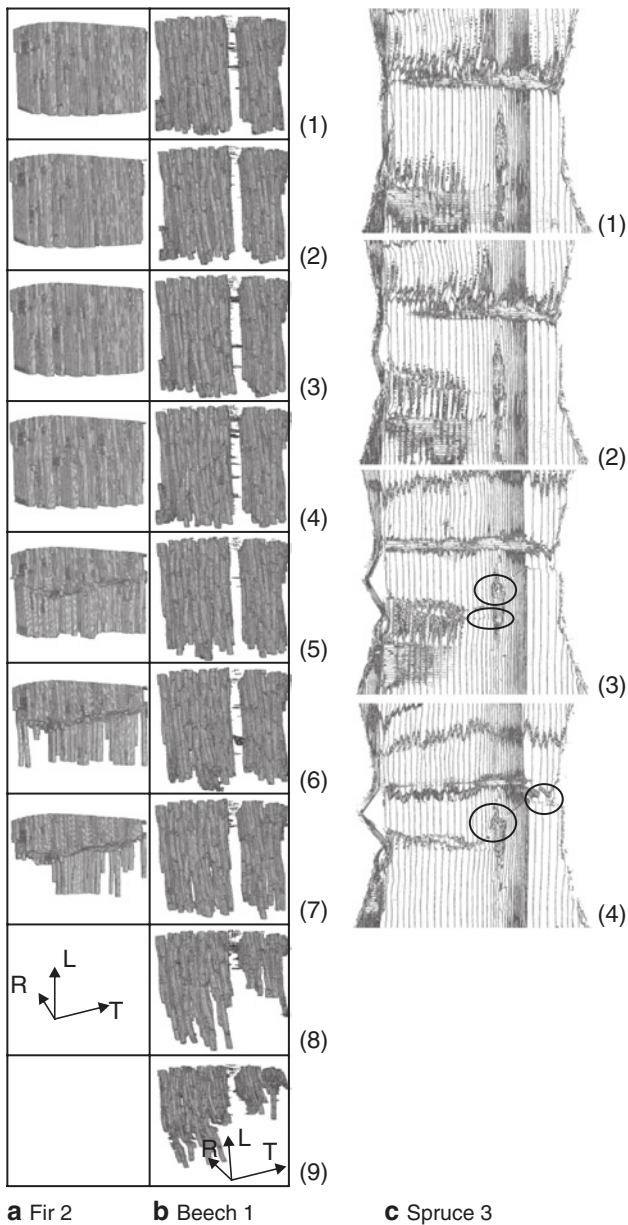 (1)
(2)
(3)
(4)
(5)
(6)
(7)
L
R
T
(8)
L
R
T
(9)
(1)
(2)
(3)
(4)
a Fir 2
b Beech 1
c Spruce 3